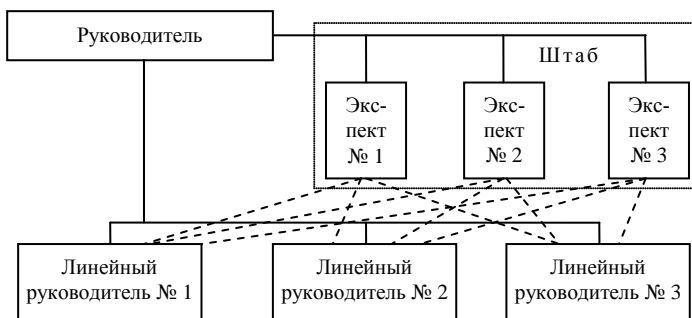 Руководитель
Штаб
Экс-
пект
№ 1
Экс-
пект
№ 2
Экс-
пект
№ 3
Линейный
руководитель № 1
Линейный
руководитель № 2
Линейный
руководитель № 3